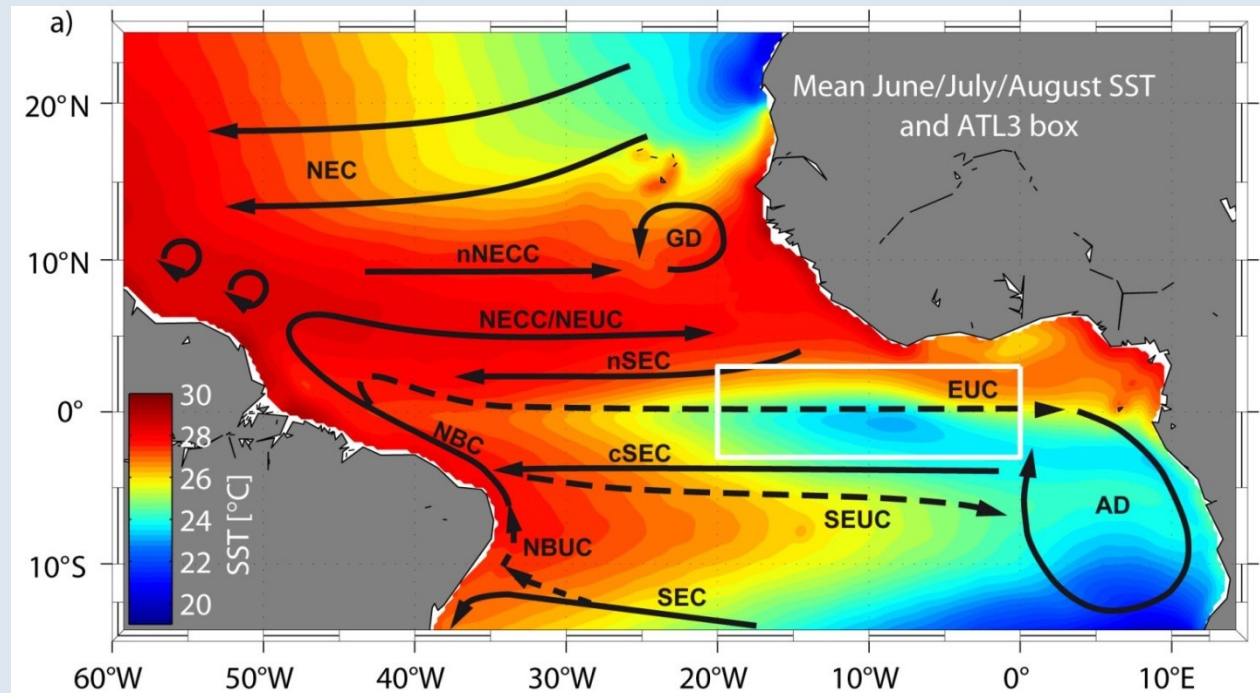 a)
Mean June/July/August SST
and ATL3 box
20°N
NEC
GD
10°N
nNECC
NECC/NEUC
nSEC
EUC
0°
NBC
cSEC
SEUC
AD
NBUC
10°S
SEC
30
28
26
24
22
20
SST [°C]
60°W 50°W 40°W 30°W 20°W 10°W 0° 10°E